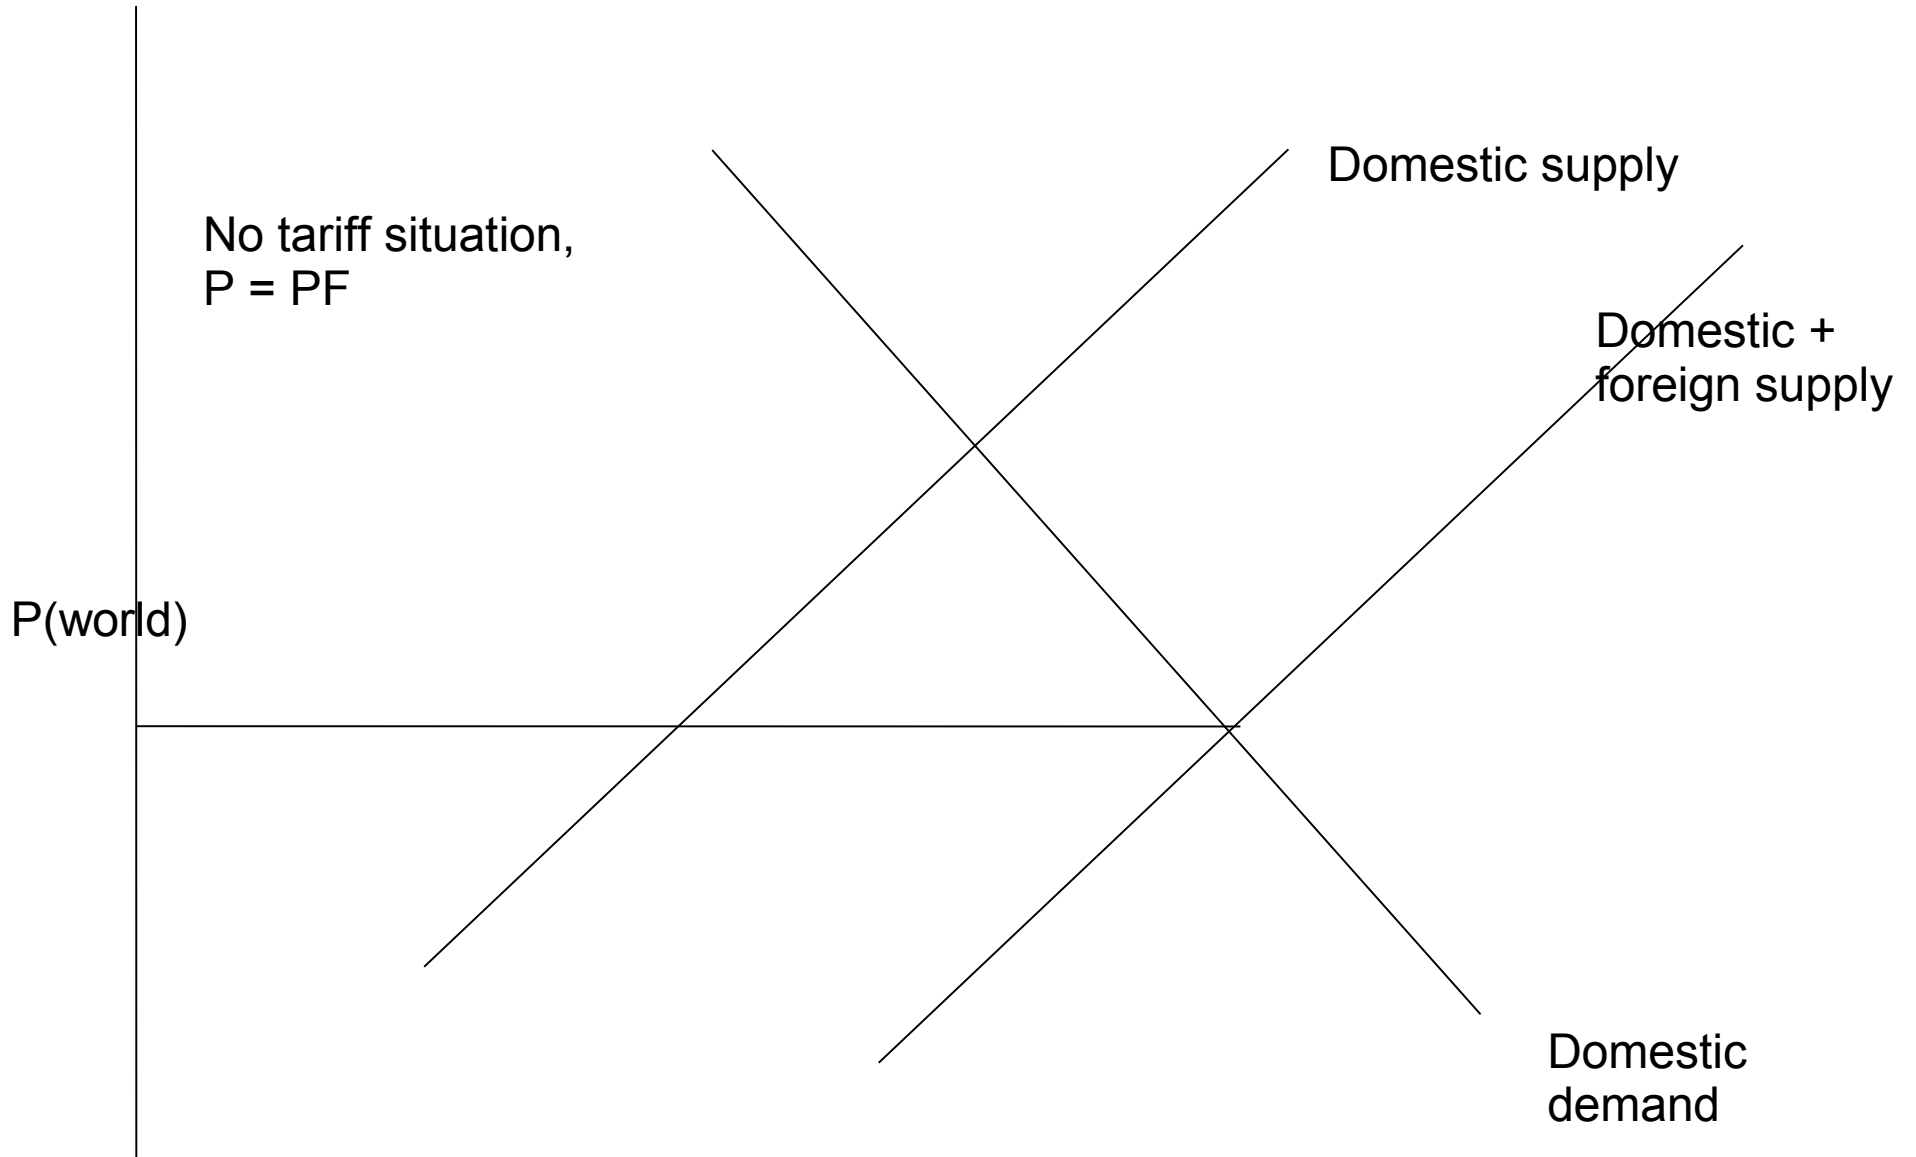 Domestic supply
No tariff situation,
P = PF
Domestic +
foreign supply
P(world)
Domestic
demand